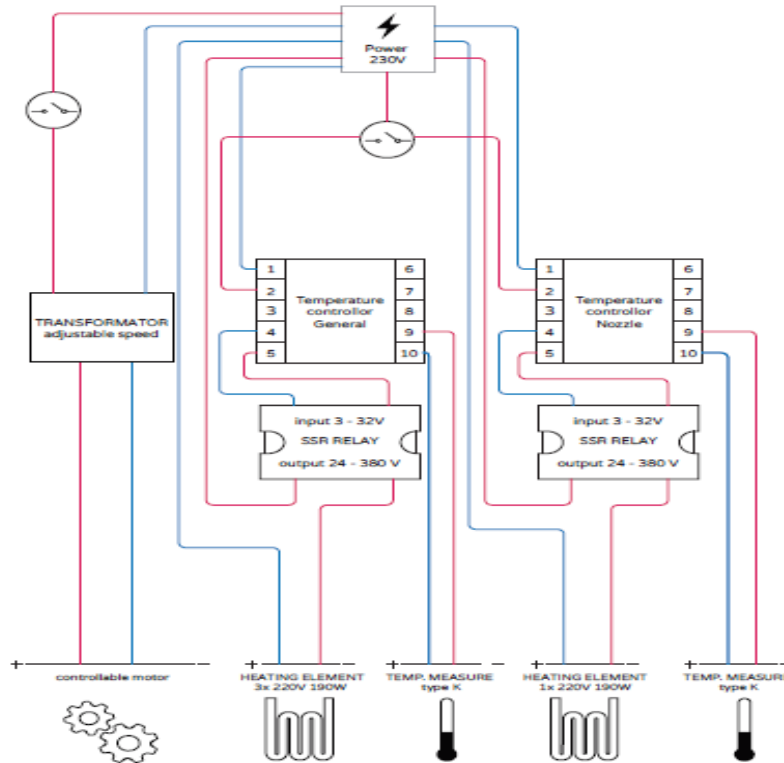 Power
230V
TRANSFORMATOR
adjustable speed
1
2
3
4
5
Temperature
controllor
General
6
7
8
9
10
1
2
3
4
5
Temperature
controllor
Nozzle
6
7
8
9
10
input 3 - 32V
SSR RELAY
output 24 - 380 V
input 3 - 32V
SSR RELAY
output 24 - 380 V
+ -
controllable motor
+ -
HEATING ELEMENT
3x 220V 190W
+ -
TEMP. MEASURE
type K
+ -
HEATING ELEMENT
1x 220V 190W
+ -
TEMP. MEASURE
type K